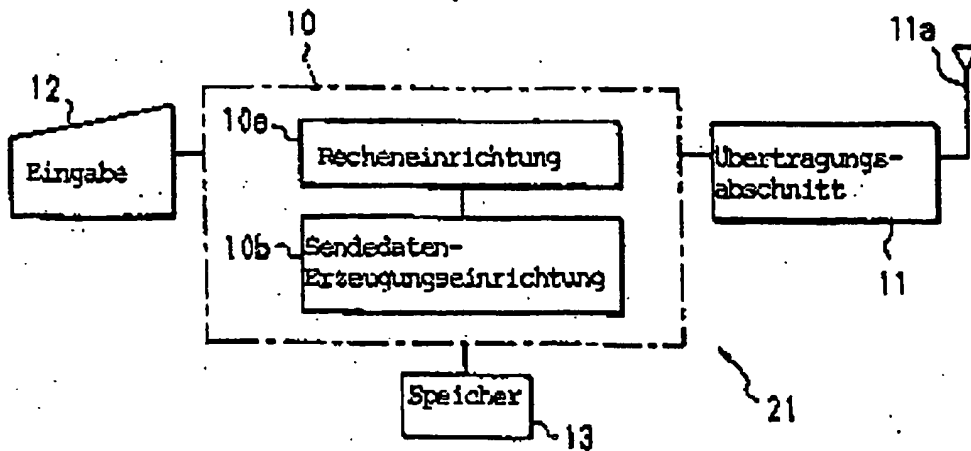 10
11a
12
10a
Eingabe
Recheneinrichtung
Übertragungs-
abschnitt
10b
Sendedaten-
Erzeugungseinrichtung
11
Speicher
13
21